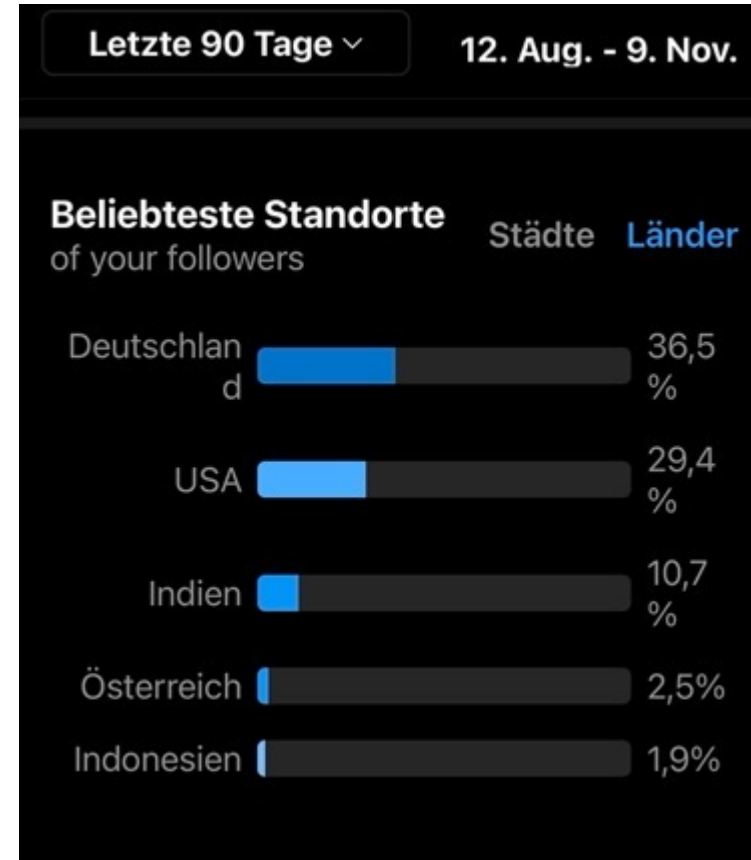 Letzte 90 Tage
12. Aug. - 9. Nov.
Beliebteste Standorte
of your followers
Städte Länder
Deutschlan
d
36,5
%
USA
29,4
%
Indien
10,7
%
Österreich
2,5%
Indonesien
1,9%